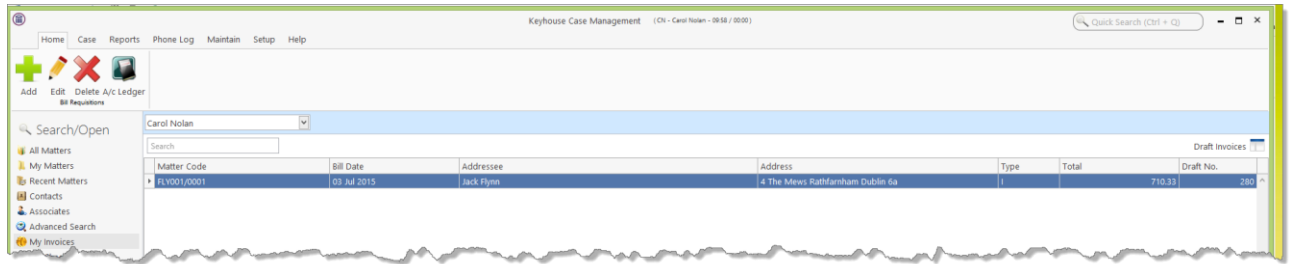 Keyhouse Case Management (CN - Carol Nolan - 09:56 / 00:00)
Quick Search (Ctrl + Q)
Home Case Reports Phone Log Maintain Setup Help
Add Edit Delete A/c Ledger
Bill Requisitions
Search/Open
Carol Nolan
All Matters
Search
Draft Invoices
My Matters
Matter Code Bill Date Addressee Address Type Total Draft No.
Recent Matters
FLY001/0001 03 Jul 2015 Jack Flynn 4 The Mews Rathfarnham Dublin 6a I 710.33 280
Contacts
Associates
Advanced Search
My Invoices